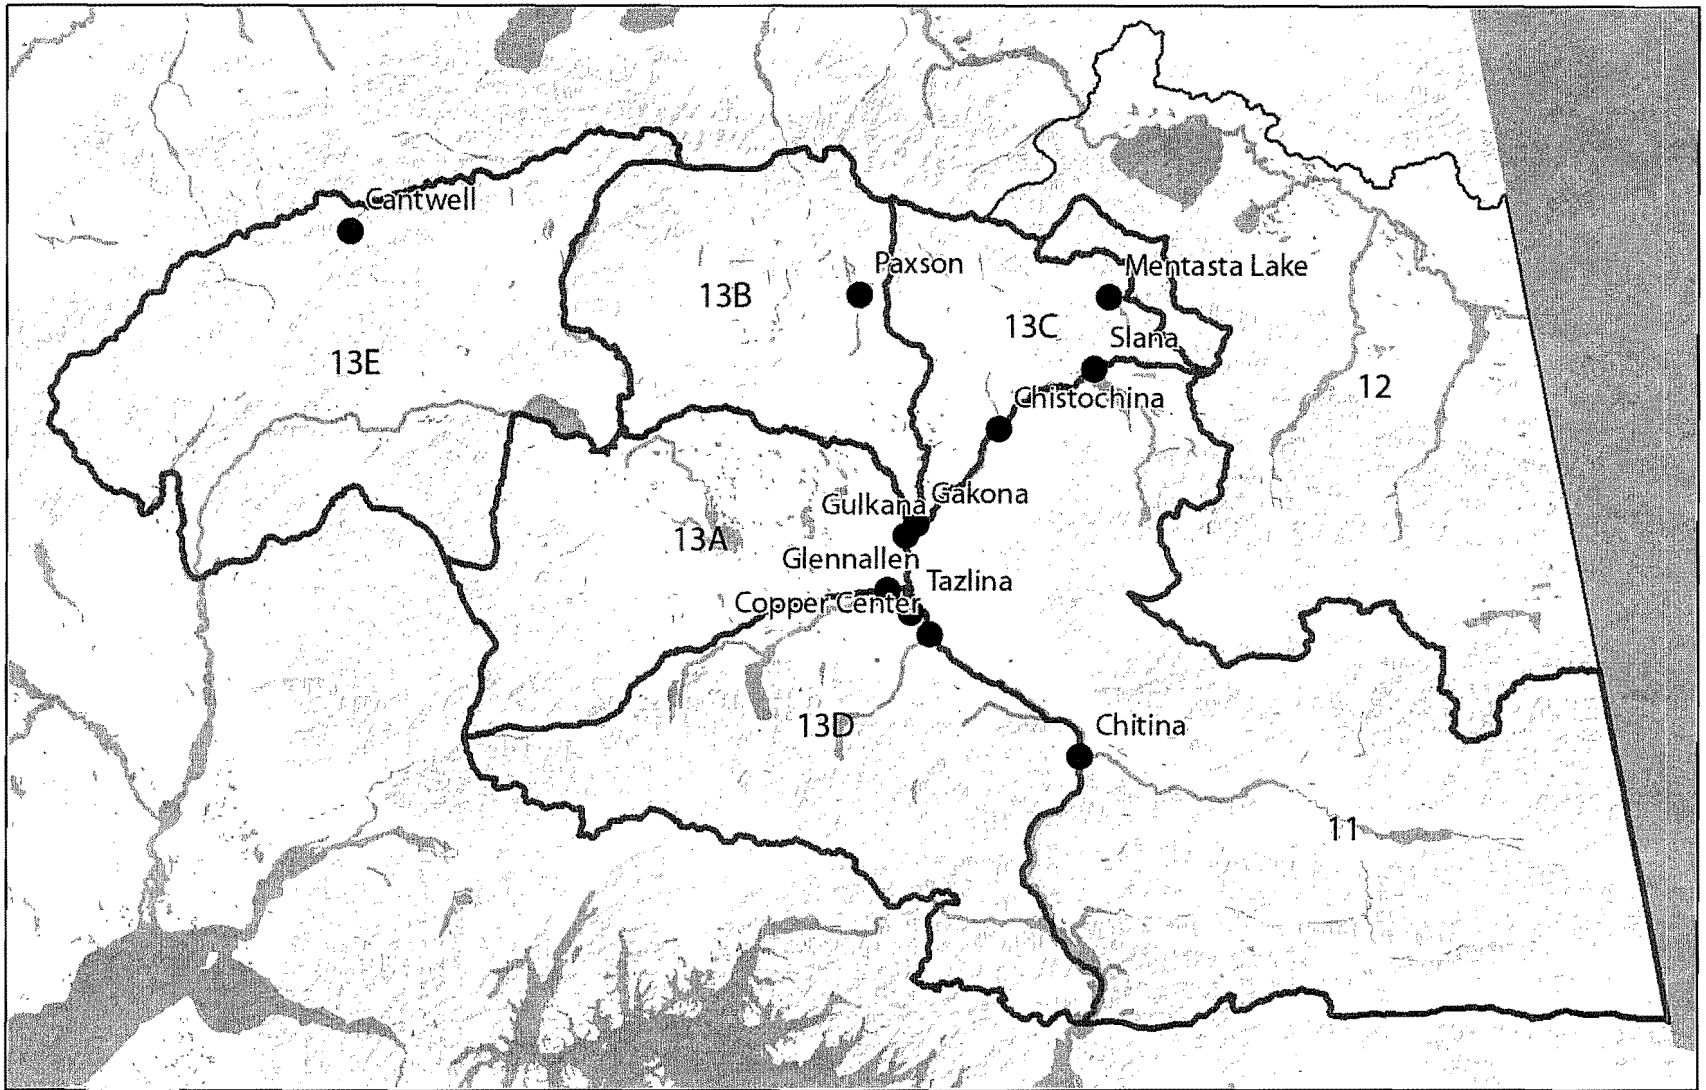 Cantwell
Paxson
Mentasta Lake
13B
13C
Slana
13E
12
Chistochina
Gakona
Gulkana
13A
Glennallen
Tazlina
Copper Center
13D
Chitina
11